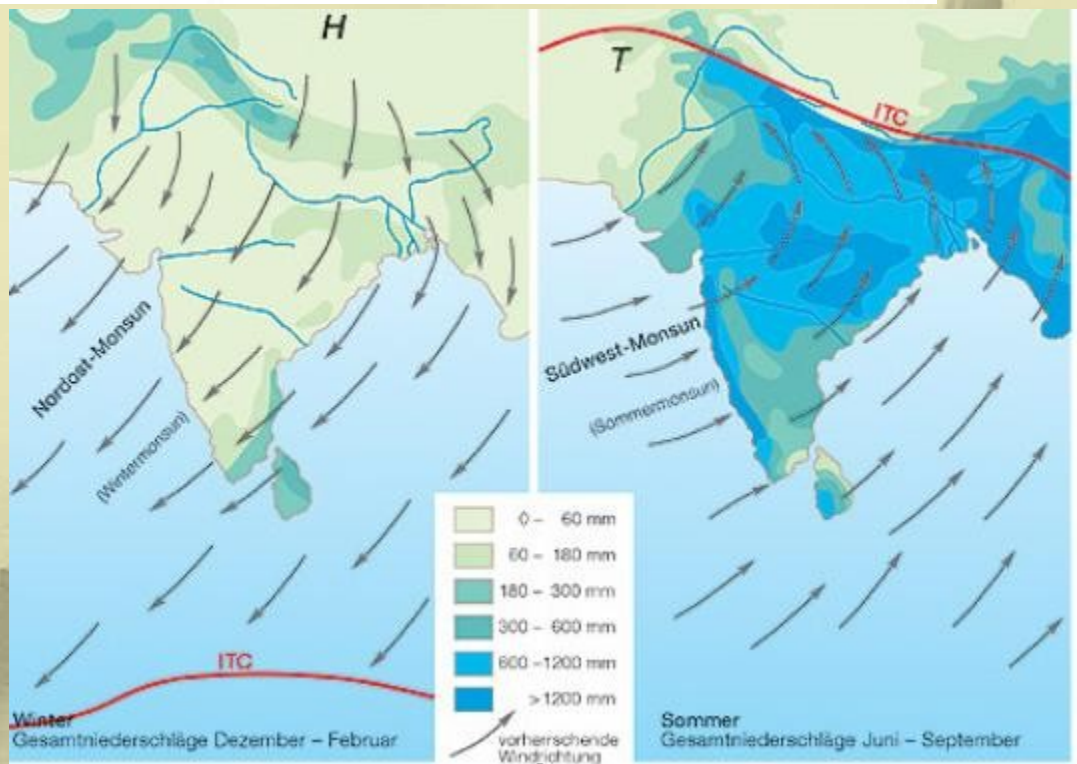 H
Nordost-Monsun
(Wintermonsun)
ITC
Winter
Gesamtniederschläge Dezember – Februar
T
ITC
Südwest-Monsun
(Sommermonsun)
Sommer
Gesamtniederschläge Juni – September
0 – 60 mm
60 – 180 mm
180 – 300 mm
300 – 600 mm
600 –1200 mm
>1200 mm
vorherrschende
Windrichtung